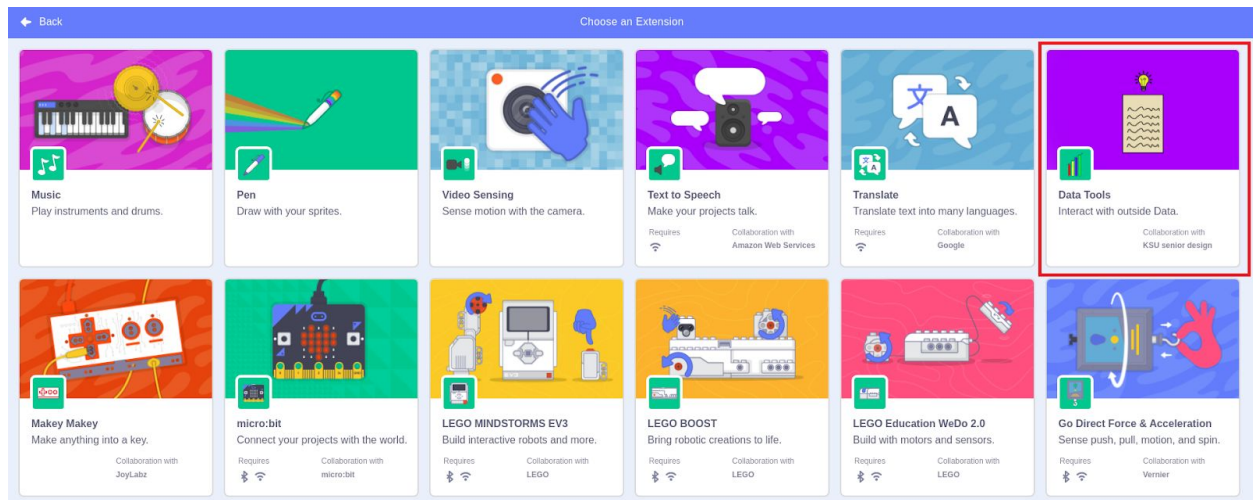 Back
Choose an Extension
Music
Play instruments and drums.
Pen
Draw with your sprites.
Video Sensing
Sense motion with the camera.
Text to Speech
Make your projects talk.
Requires
Collaboration with
Amazon Web Services
文
A
文
A
Translate
Translate text into many languages.
Requires
Collaboration with
Google
Data Tools
Interact with outside Data.
Collaboration with
KSU senior design
Makey Makey
Make anything into a key.
Collaboration with
JoyLabz
micro:bit
Connect your projects with the world.
Requires
Collaboration with
micro:bit
EV3
LEGO MINDSTORMS EV3
Build interactive robots and more.
Requires
Collaboration with
LEGO
LEGO BOOST
Bring robotic creations to life.
Requires
Collaboration with
LEGO
LEGO Education WeDo 2.0
Build with motors and sensors.
Requires
Collaboration with
LEGO
Go Direct Force & Acceleration
Sense push, pull, motion, and spin.
Requires
Collaboration with
Vernier